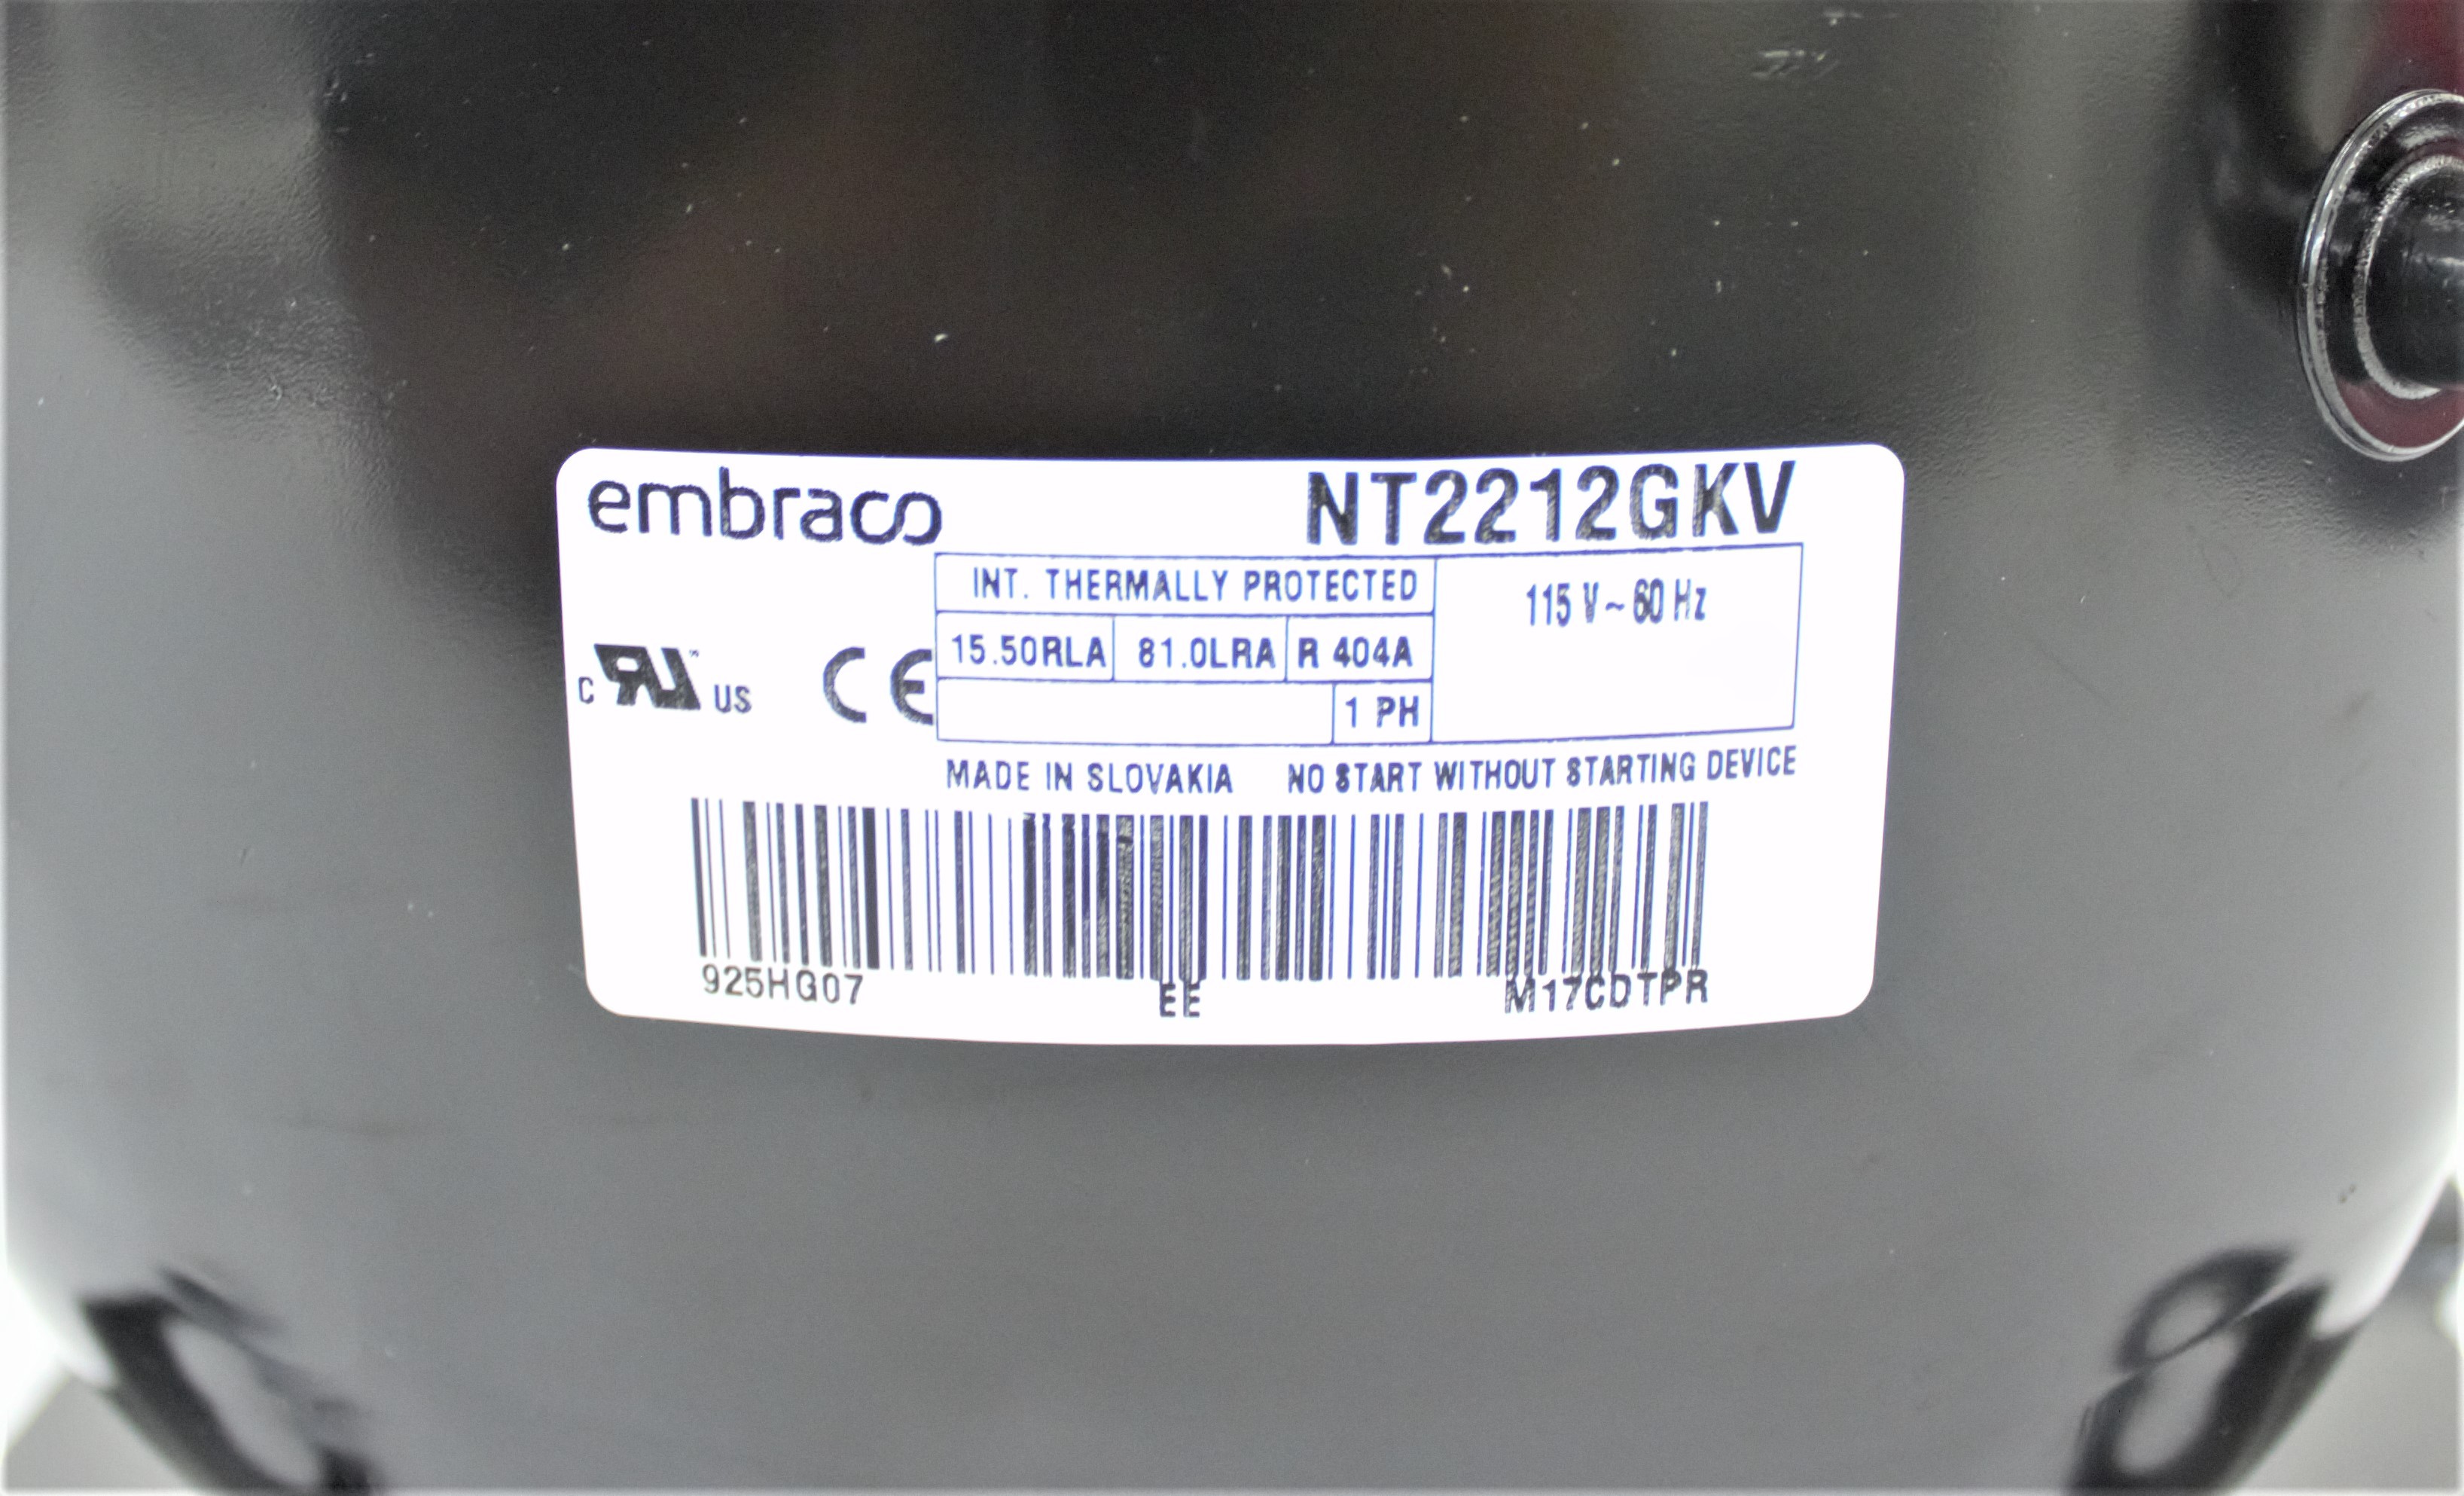 embraco NT2212GKV
INT. THERMALLY PROTECTED 115 V ~ 60 Hz
15.50RLA 81.0LRA R 404A
C RU US CE
1 PH
MADE IN SLOVAKIA NO START WITHOUT STARTING DEVICE
925HG07 EE M17CDTPR